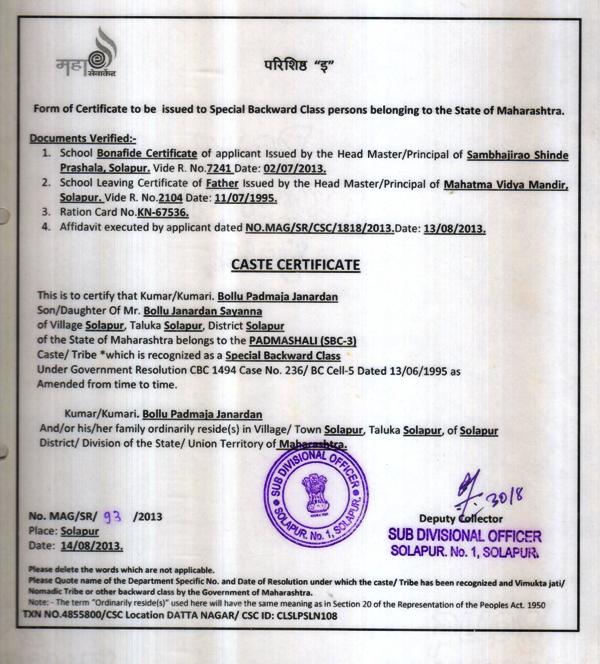 महा ई सेवाकेंद्र
परिशिष्ठ "इ"
Form of Certificate to be issued to Special Backward Class persons belonging to the State of Maharashtra.
Documents Verified:-
1. School Bonafide Certificate of applicant Issued by the Head Master/Principal of Sambhajirao Shinde
Prashala, Solapur. Vide R. No.7241 Date: 02/07/2013.
2. School Leaving Certificate of Father Issued by the Head Master/Principal of Mahatma Vidya Mandir,
Solapur. Vide R. No.2104 Date: 11/07/1995.
3. Ration Card No.KN-67536.
4. Affidavit executed by applicant dated NO.MAG/SR/CSC/1818/2013.Date: 13/08/2013.
CASTE CERTIFICATE
This is to certify that Kumar/Kumari. Bollu Padmaja Janardan
Son/Daughter Of Mr. Bollu Janardan Sayanna
of Village Solapur, Taluka Solapur, District Solapur
of the State of Maharashtra belongs to the PADMASHALI (SBC-3)
Caste/ Tribe *which is recognized as a Special Backward Class
Under Government Resolution CBC 1494 Case No. 236/ BC Cell-5 Dated 13/06/1995 as
Amended from time to time.
Kumar/Kumari. Bollu Padmaja Janardan
And/or his/her family ordinarily reside(s) in Village/ Town Solapur, Taluka Solapur, of Solapur
District/ Division of the State/ Union Territory of Maharashtra.
SUB DIVISIONAL OFFICER
SOLAPUR. No. 1, SOLAPUR.
30/8
No. MAG/SR/ 93 /2013
Place: Solapur
Date: 14/08/2013.
Deputy Collector
SUB DIVISIONAL OFFICER
SOLAPUR. No. 1, SOLAPUR.
Please delete the words which are not applicable.
Please Quote name of the Department Specific No. and Date of Resolution under which the caste/ Tribe has been recognized and Vimukta jati/
Nomadic Tribe or other backward class by the Government of Maharashtra.
Note: - The term "Ordinarily reside(s)" used here will have the same meaning as in Section 20 of the Representation of the Peoples Act. 1950
TXN NO.4855800/CSC Location DATTA NAGAR/ CSC ID: CLSLPSLN108